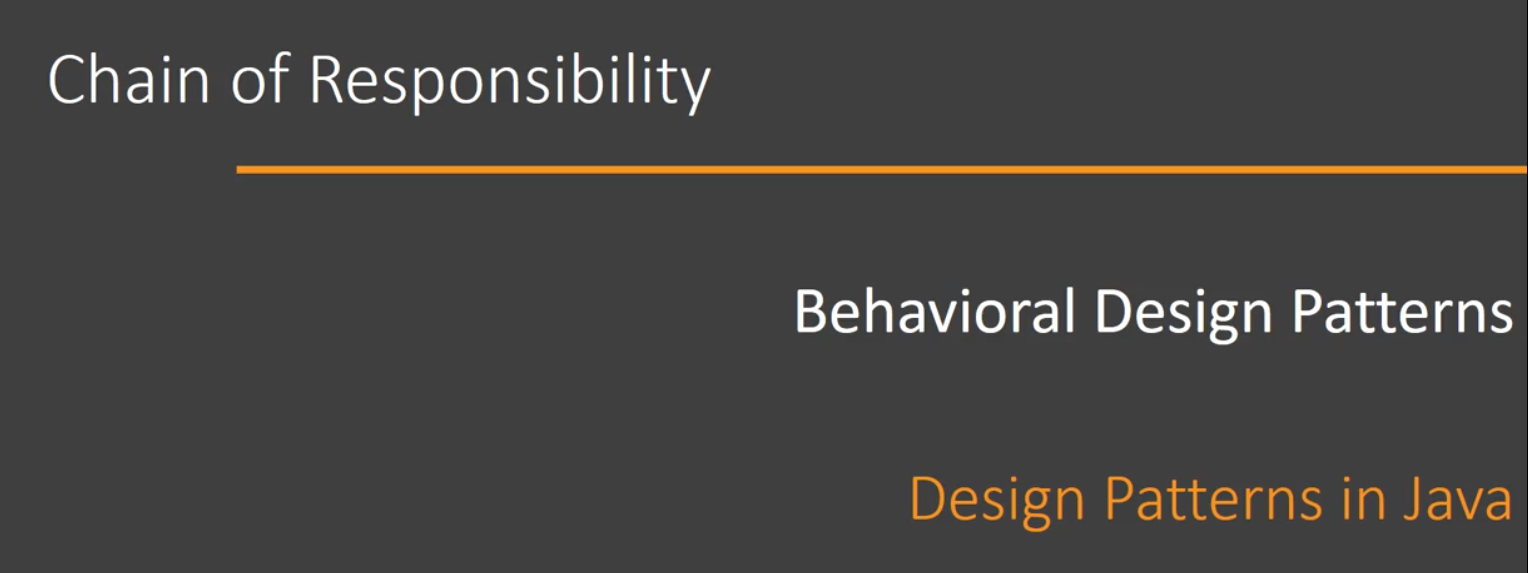 Chain of Responsibility
Behavioral Design Patterns
Design Patterns in Java